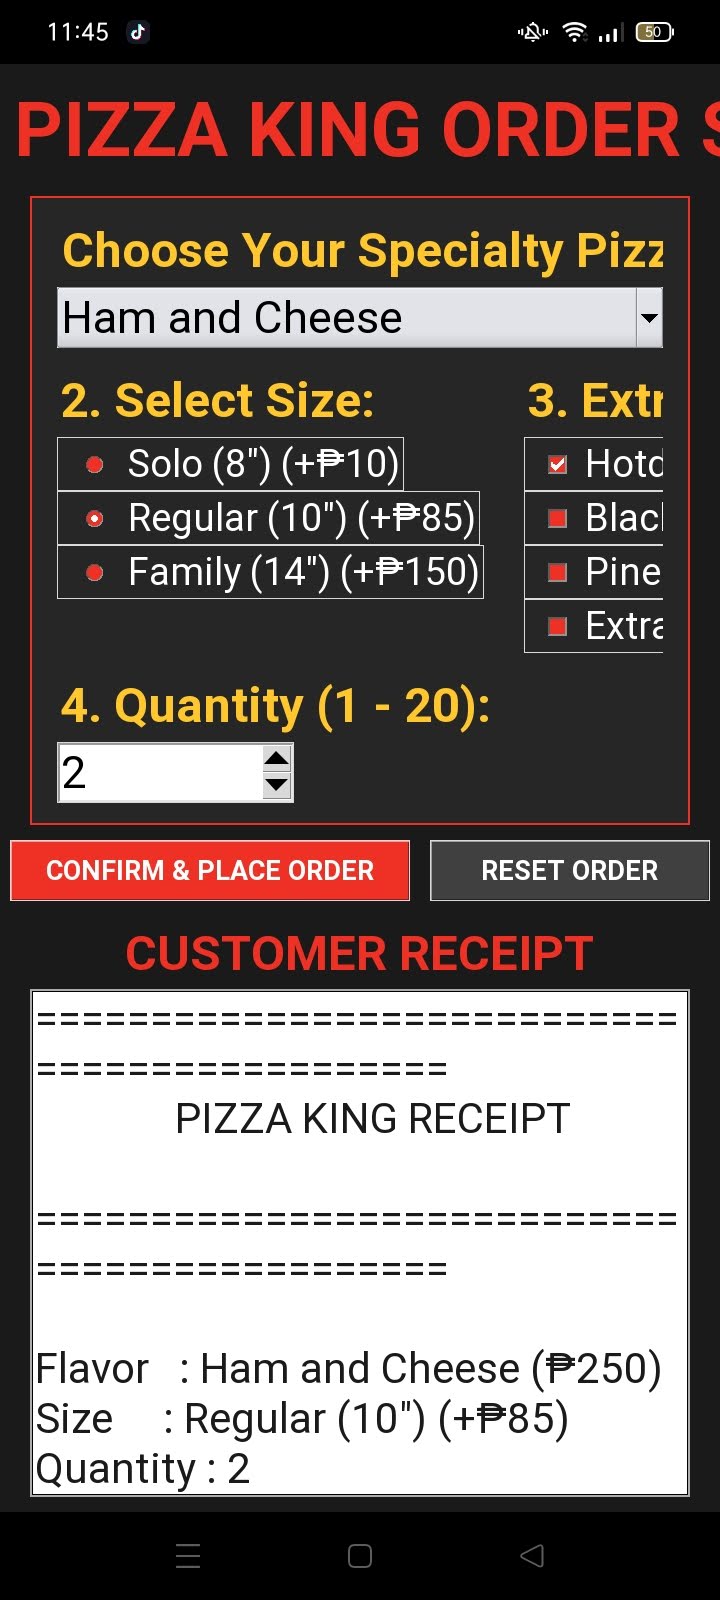 11:45
50
PIZZA KING ORDER S
Choose Your Specialty Pizz
Ham and Cheese
2. Select Size:
3. Extr
Solo (8") (+₱10)
Hotd
Regular (10") (+₱85)
Blac
Family (14") (+₱150)
Pine
Extra
4. Quantity (1 - 20):
2
CONFIRM & PLACE ORDER
RESET ORDER
CUSTOMER RECEIPT
============================
==================
PIZZA KING RECEIPT
============================
==================
Flavor : Ham and Cheese (₱250)
Size : Regular (10") (+₱85)
Quantity : 2